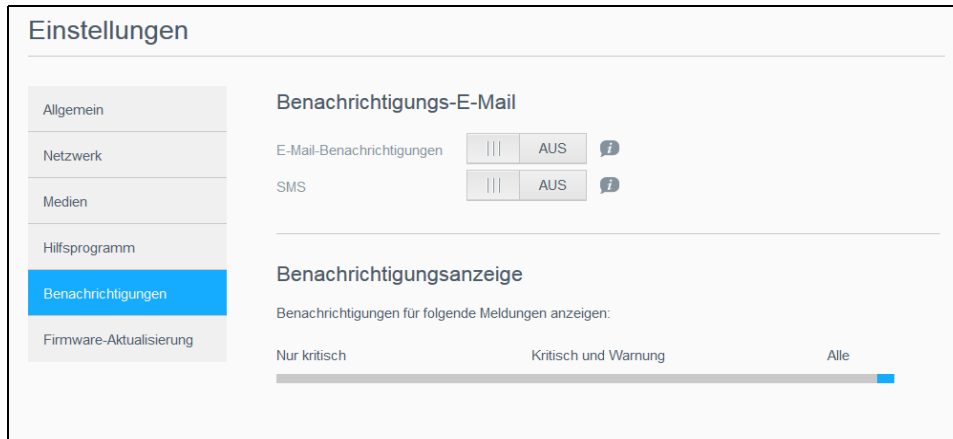 Einstellungen
Allgemein
Netzwerk
Medien
Hilfsprogramm
Benachrichtigungen
Firmware-Aktualisierung
Benachrichtigungs-E-Mail
E-Mail-Benachrichtigungen AUS
SMS AUS
Benachrichtigungsanzeige
Benachrichtigungen für folgende Meldungen anzeigen:
Nur kritisch Kritisch und Warnung Alle